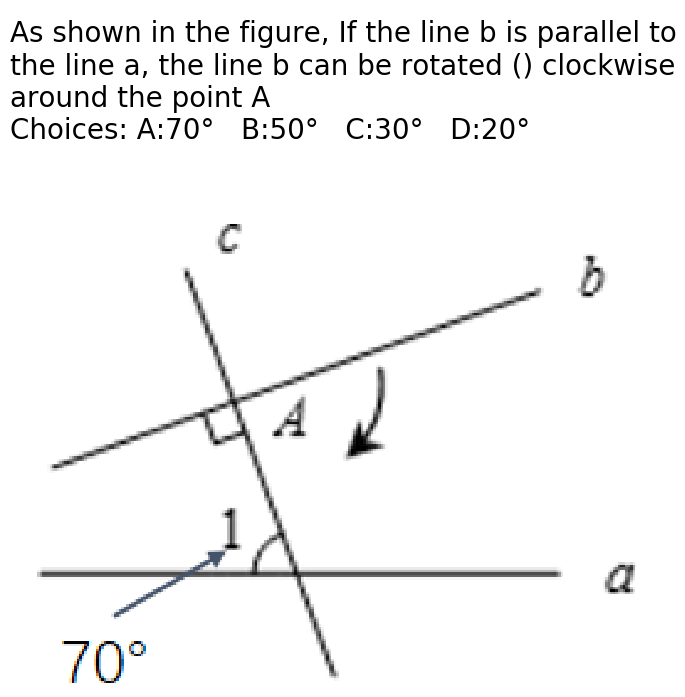 As shown in the figure, If the line b is parallel to
the line a, the line b can be rotated () clockwise
around the point A
Choices: A:70° B:50° C:30° D:20°
c
b
A
1
a
70°